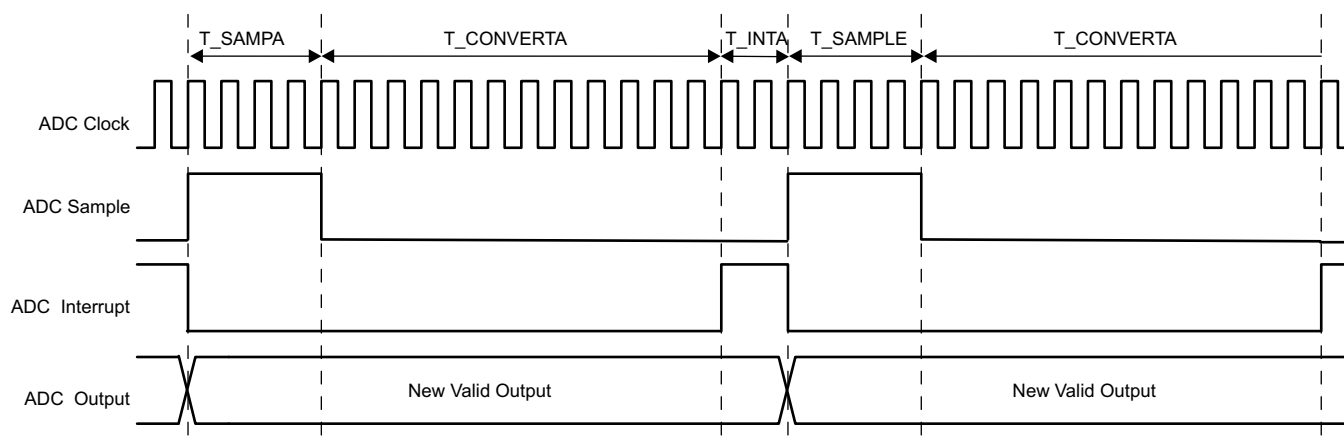 T_SAMPA T_CONVERTA T_INTA T_SAMPLE T_CONVERTA
ADC Clock
ADC Sample
ADC Interrupt
ADC Output New Valid Output New Valid Output